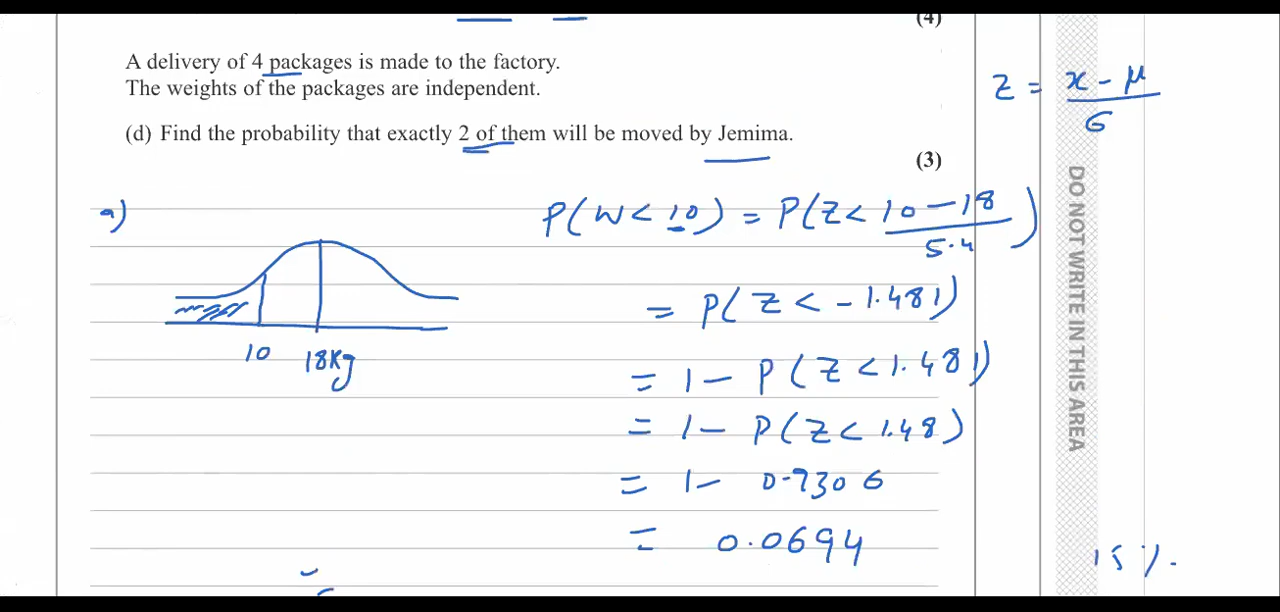 (4)
A delivery of 4 packages is made to the factory.
The weights of the packages are independent.
(d) Find the probability that exactly 2 of them will be moved by Jemima.
(3)
z = x - μ / σ
DO NOT WRITE IN THIS AREA
a)
P(W < 10) = P(Z < 10 - 18 / 5.4)
= P(Z < -1.481)
10 18kg
= 1 - P(Z < 1.481)
= 1 - P(Z < 1.48)
= 1 - 0.9306
= 0.0694
15%.